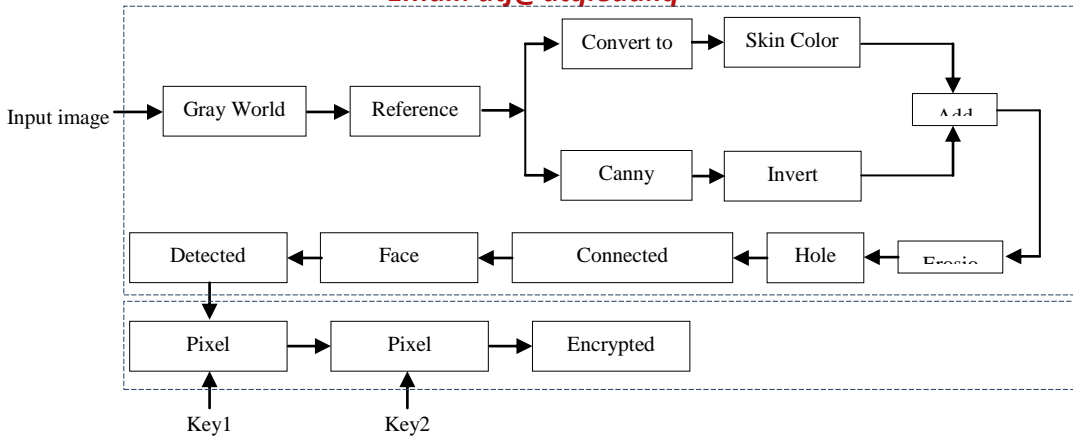 Convert to
Skin Color
Input image
Gray World
Reference
Canny
Invert
Detected
Face
Connected
Hole
Pixel
Pixel
Encrypted
Key1
Key2